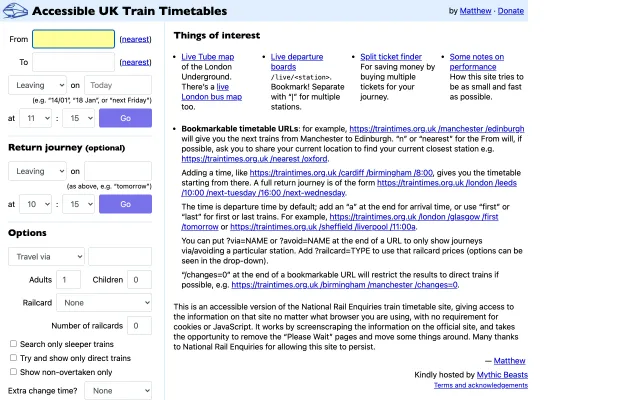 Accessible UK Train Timetables
by Matthew · Donate
From (nearest)
To (nearest)
Leaving on Today
(e.g. "14/01", "18 Jan", or "next Friday")
at 11 : 15 Go
Return journey (optional)
Leaving on
(as above, e.g. "tomorrow")
at 10 : 15 Go
Options
Travel via
Adults 1 Children 0
Railcard None
Number of railcards 0
Search only sleeper trains
Try and show only direct trains
Show non-overtaken only
Extra change time? None
Things of interest
• Live Tube map
of the London
Underground.
There's a live
London bus map
too.
• Live departure
boards
/live/<station>.
Bookmark! Separate
with "|" for multiple
stations.
• Split ticket finder
For saving money by
buying multiple
tickets for your
journey.
• Some notes on
performance
How this site tries to
be as small and fast
as possible.
• Bookmarkable timetable URLs: for example, https://traintimes.org.uk /manchester /edinburgh
will give you the next trains from Manchester to Edinburgh. "n" or "nearest" for the From will, if
possible, ask you to share your current location to find your closest station e.g.
https://traintimes.org.uk /nearest /oxford.
Adding a time, like https://traintimes.org.uk /cardiff /birmingham /8:00, gives you the timetable
starting from there. A full return journey is of the form https://traintimes.org.uk /london /leeds
/10:00 /next-tuesday /16:00 /next-wednesday.
The time is departure time by default; add an "a" at the end for arrival time, or use "first" or
"last" for first or last trains. For example, https://traintimes.org.uk /london /glasgow /first
/tomorrow or https://traintimes.org.uk /sheffield /liverpool /11:00a.
You can put ?via=NAME or ?avoid=NAME at the end of a URL to only show journeys
via/avoiding a particular station. Add ?railcard=TYPE to use that railcard prices (options can be
seen in the drop-down).
"/changes=0" at the end of a bookmarkable URL will restrict the results to direct trains if
possible, e.g. https://traintimes.org.uk /birmingham /manchester /changes=0.
This is an accessible version of the National Rail Enquiries train timetable site, giving access to
the information on that site no matter what browser you are using, with no requirement for
cookies or JavaScript. It works by screenscraping the information on the official site, and takes
the opportunity to remove the "Please Wait" pages and move some things around. Many thanks
to National Rail Enquiries for allowing this site to persist.
— Matthew
Kindly hosted by Mythic Beasts
Terms and acknowledgements